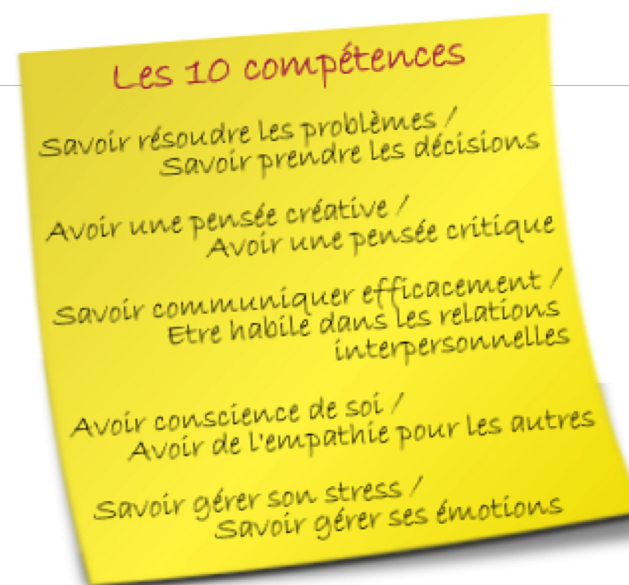 Les 10 compétences
Savoir résoudre les problèmes /
Savoir prendre les décisions
Avoir une pensée créative /
Avoir une pensée critique
Savoir communiquer efficacement /
Etre habile dans les relations
interpersonnelles
Avoir conscience de soi /
Avoir de l'empathie pour les autres
Savoir gérer son stress /
Savoir gérer ses émotions